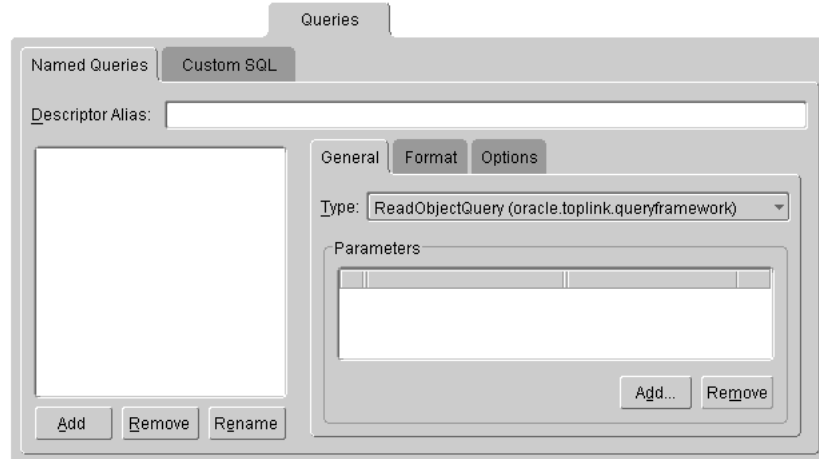 Queries
Named Queries Custom SQL
Descriptor Alias:
General Format Options
Type: ReadObjectQuery (oracle.toplink.queryframework)
Parameters
Add... Remove
Add Remove Rename